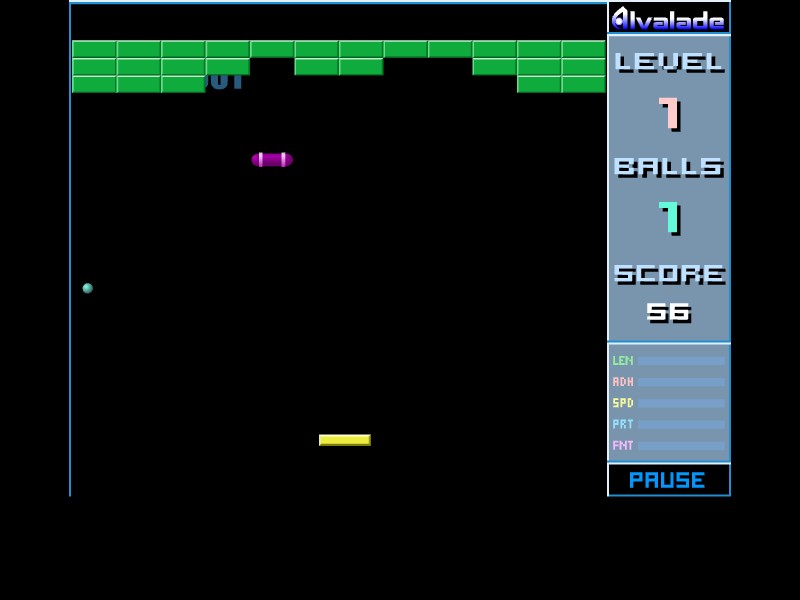 Alvalade
LEVEL
1
BALLS
1
SCORE
56
LEN
ADH
SPD
PRT
FNT
PAUSE